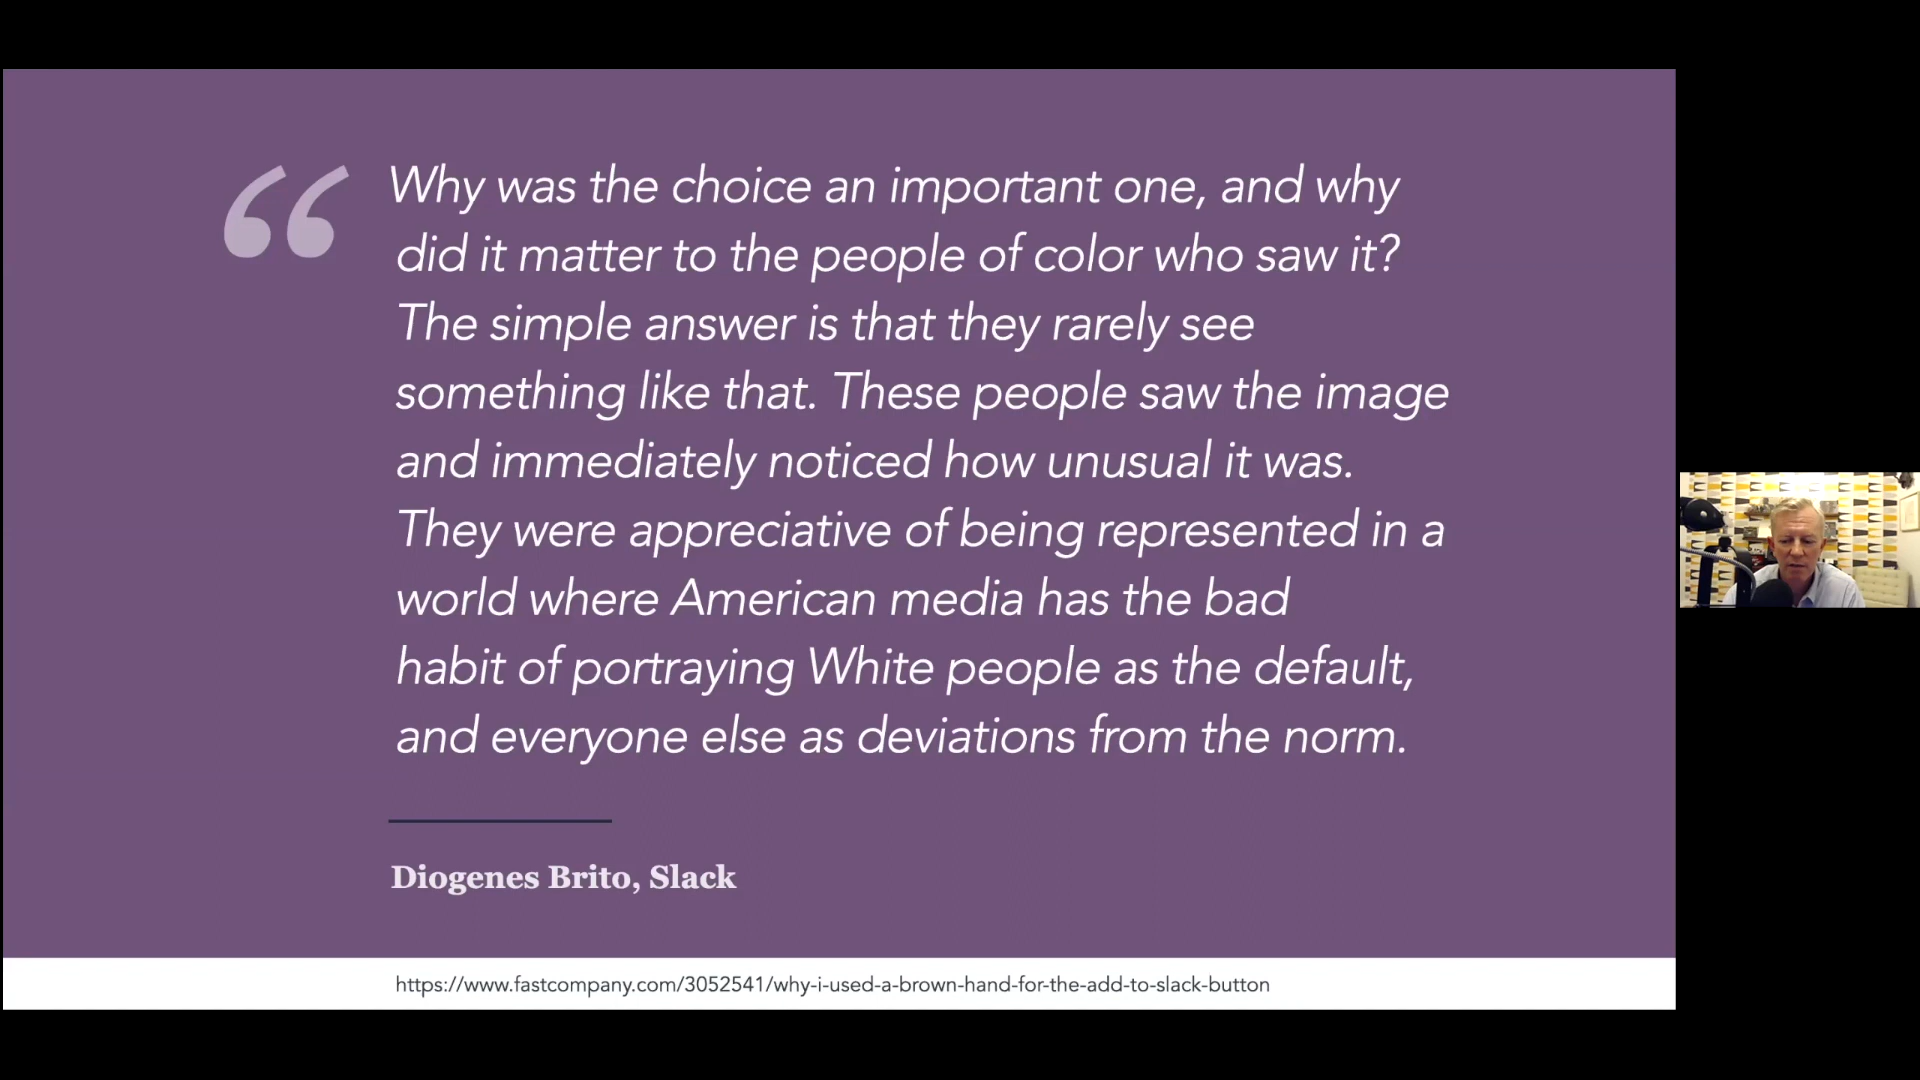 “
Why was the choice an important one, and why
did it matter to the people of color who saw it?
The simple answer is that they rarely see
something like that. These people saw the image
and immediately noticed how unusual it was.
They were appreciative of being represented in a
world where American media has the bad
habit of portraying White people as the default,
and everyone else as deviations from the norm.
Diogenes Brito, Slack
https://www.fastcompany.com/3052541/why-i-used-a-brown-hand-for-the-add-to-slack-button